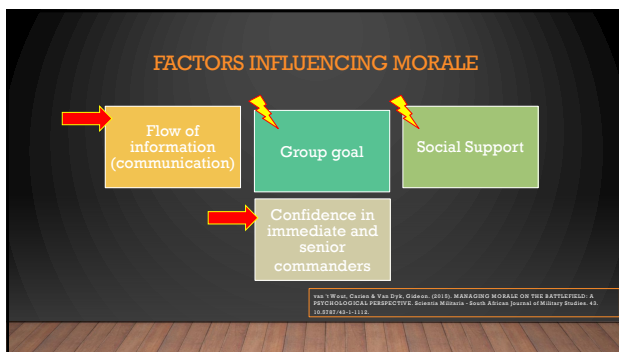 FACTORS INFLUENCING MORALE
Flow of
information
(communication)
Group goal
Social Support
Confidence in
immediate and
senior
commanders
van 't Wout, Carien & Van Dyk, Gideon. (2015). MANAGING MORALE ON THE BATTLEFIELD: A
PSYCHOLOGICAL PERSPECTIVE. Scientia Militaria - South African Journal of Military Studies. 43.
10.5787/43-1-1112.